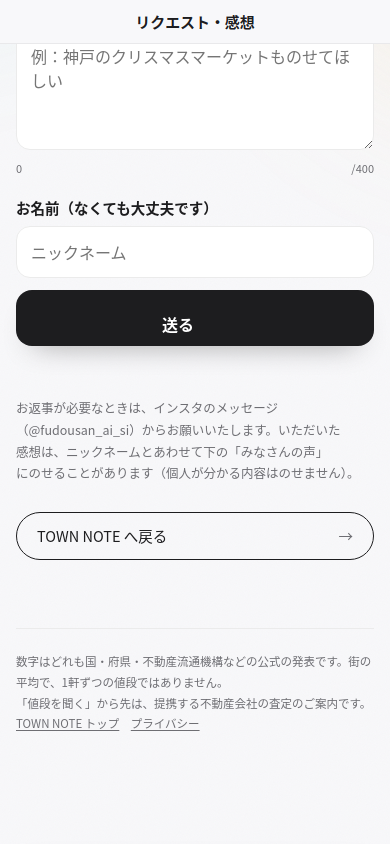 リクエスト・感想
例：神戸のクリスマスマーケットものせてほ
しい
0 /400
お名前（なくても大丈夫です）
ニックネーム
送る
お返事が必要なときは、インスタのメッセージ
（@fudousan_ai_si）からお願いいたします。いただいた
感想は、ニックネームとあわせて下の「みなさんの声」
にのせることがあります（個人が分かる内容はのせません）。
TOWN NOTE へ戻る →
数字はどれも国・府県・不動産流通機構などの公式の発表です。街の
平均で、1軒ずつの値段ではありません。
「値段を聞く」から先は、提携する不動産会社の査定のご案内です。
TOWN NOTE トップ プライバシー